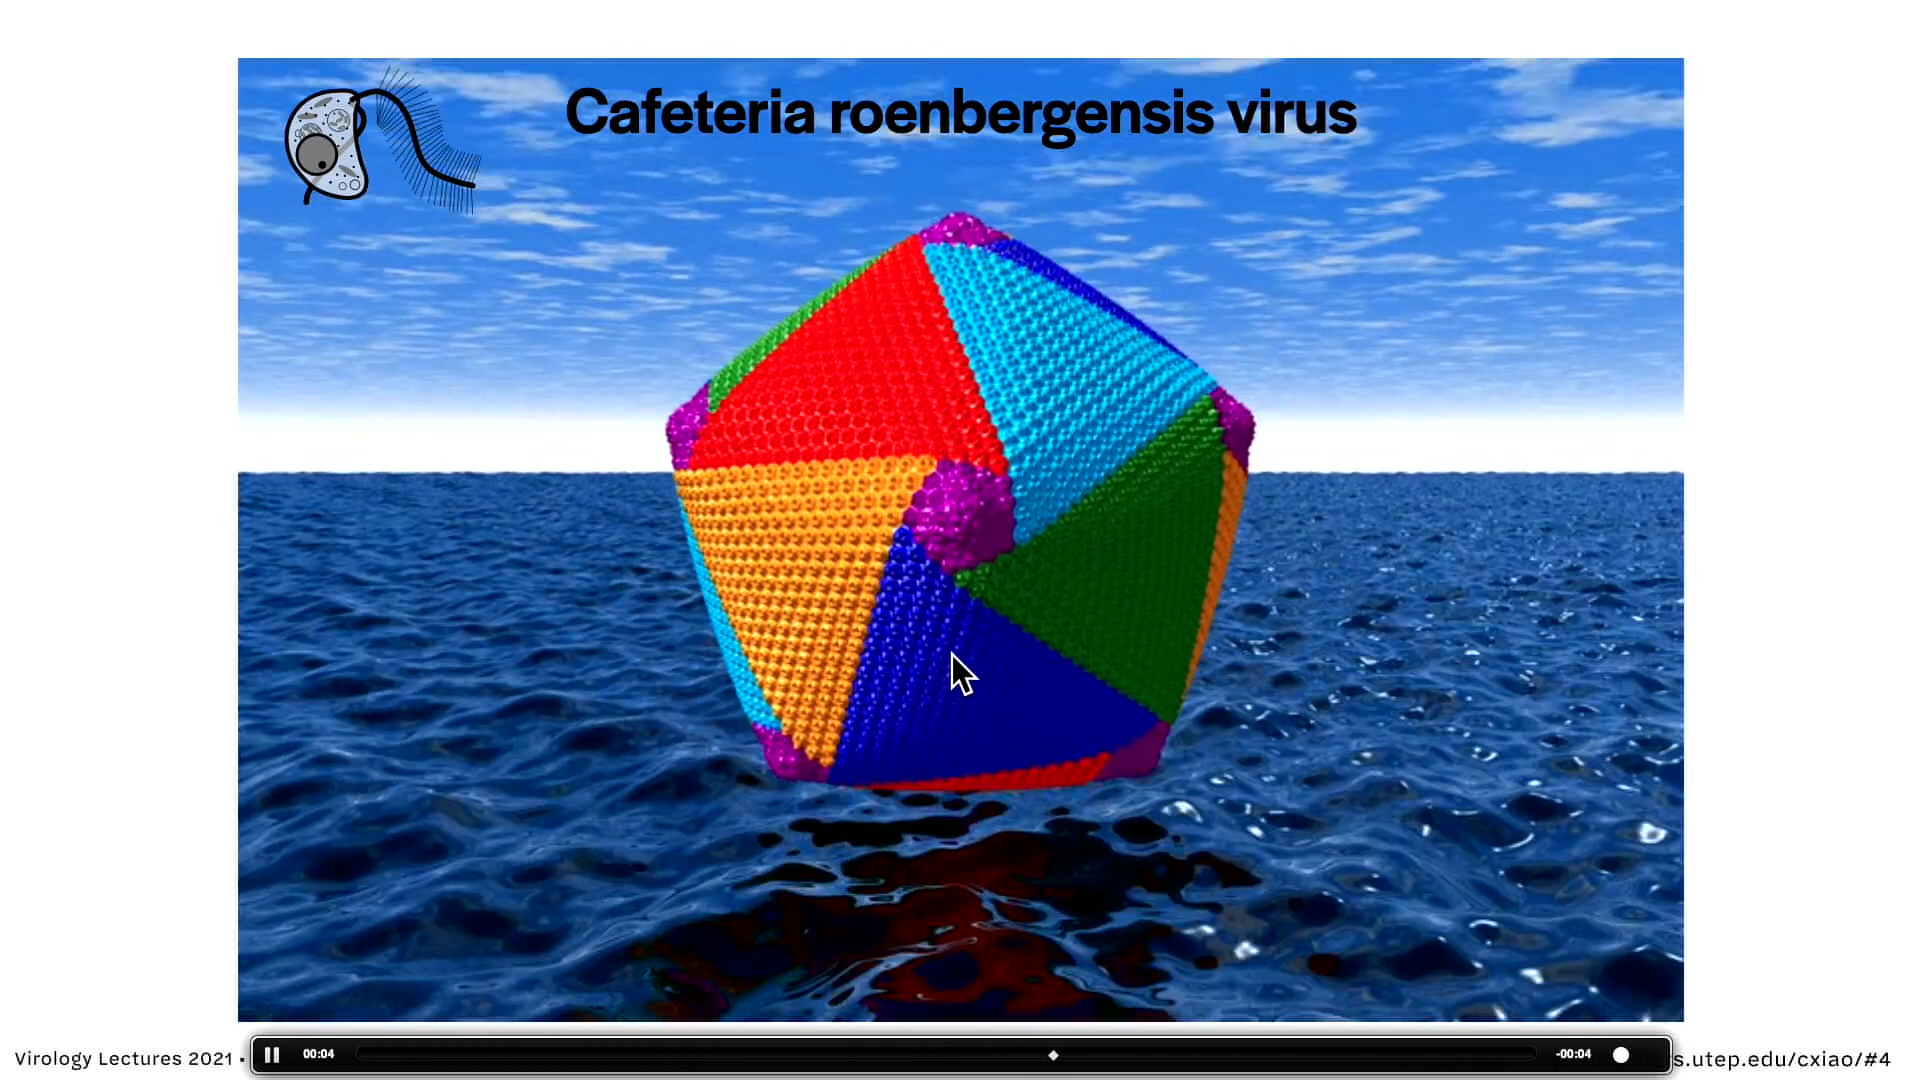 Cafeteria roenbergensis virus
00:04
-00:04
Virology Lectures 2021 •
s.utep.edu/cxiao/#4